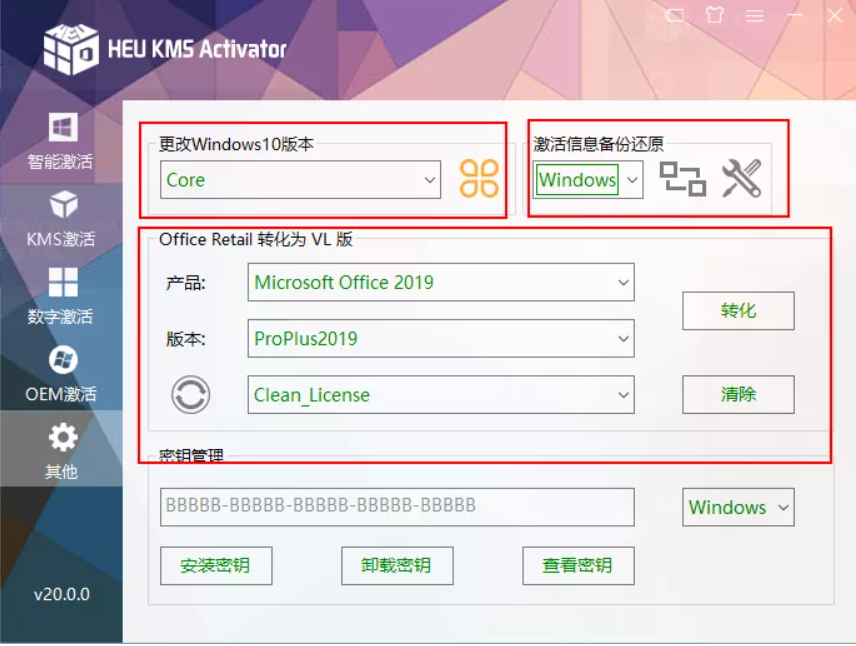 HEU KMS Activator
智能激活
KMS激活
数字激活
OEM激活
其他
v20.0.0
更改Windows10版本
Core
激活信息备份还原
Windows
Office Retail 转化为 VL 版
产品:
Microsoft Office 2019
转化
版本:
ProPlus2019
Clean_License
清除
密钥管理
BBBBB-BBBBB-BBBBB-BBBBB-BBBBB
Windows
安装密钥
卸载密钥
查看密钥